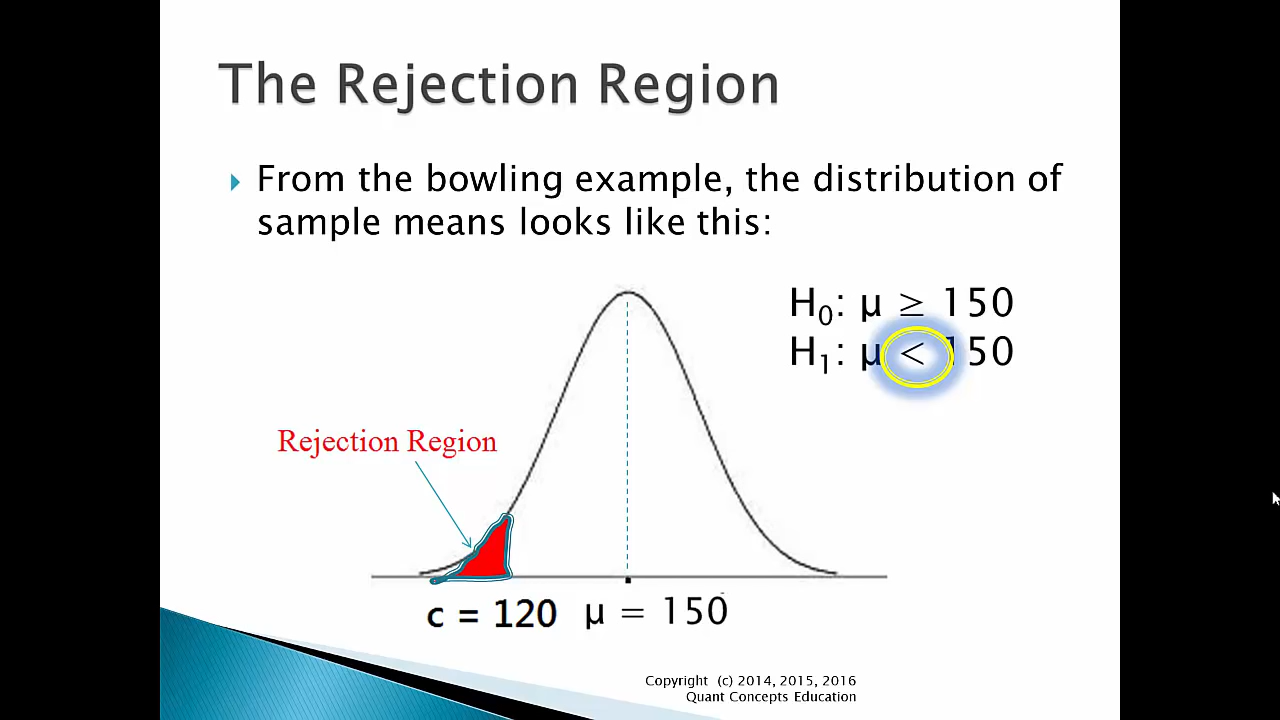 The Rejection Region
From the bowling example, the distribution of
sample means looks like this:
H₀: μ ≥ 150
H₁: μ < 150
Rejection Region
c = 120 μ = 150
Copyright (c) 2014, 2015, 2016
Quant Concepts Education